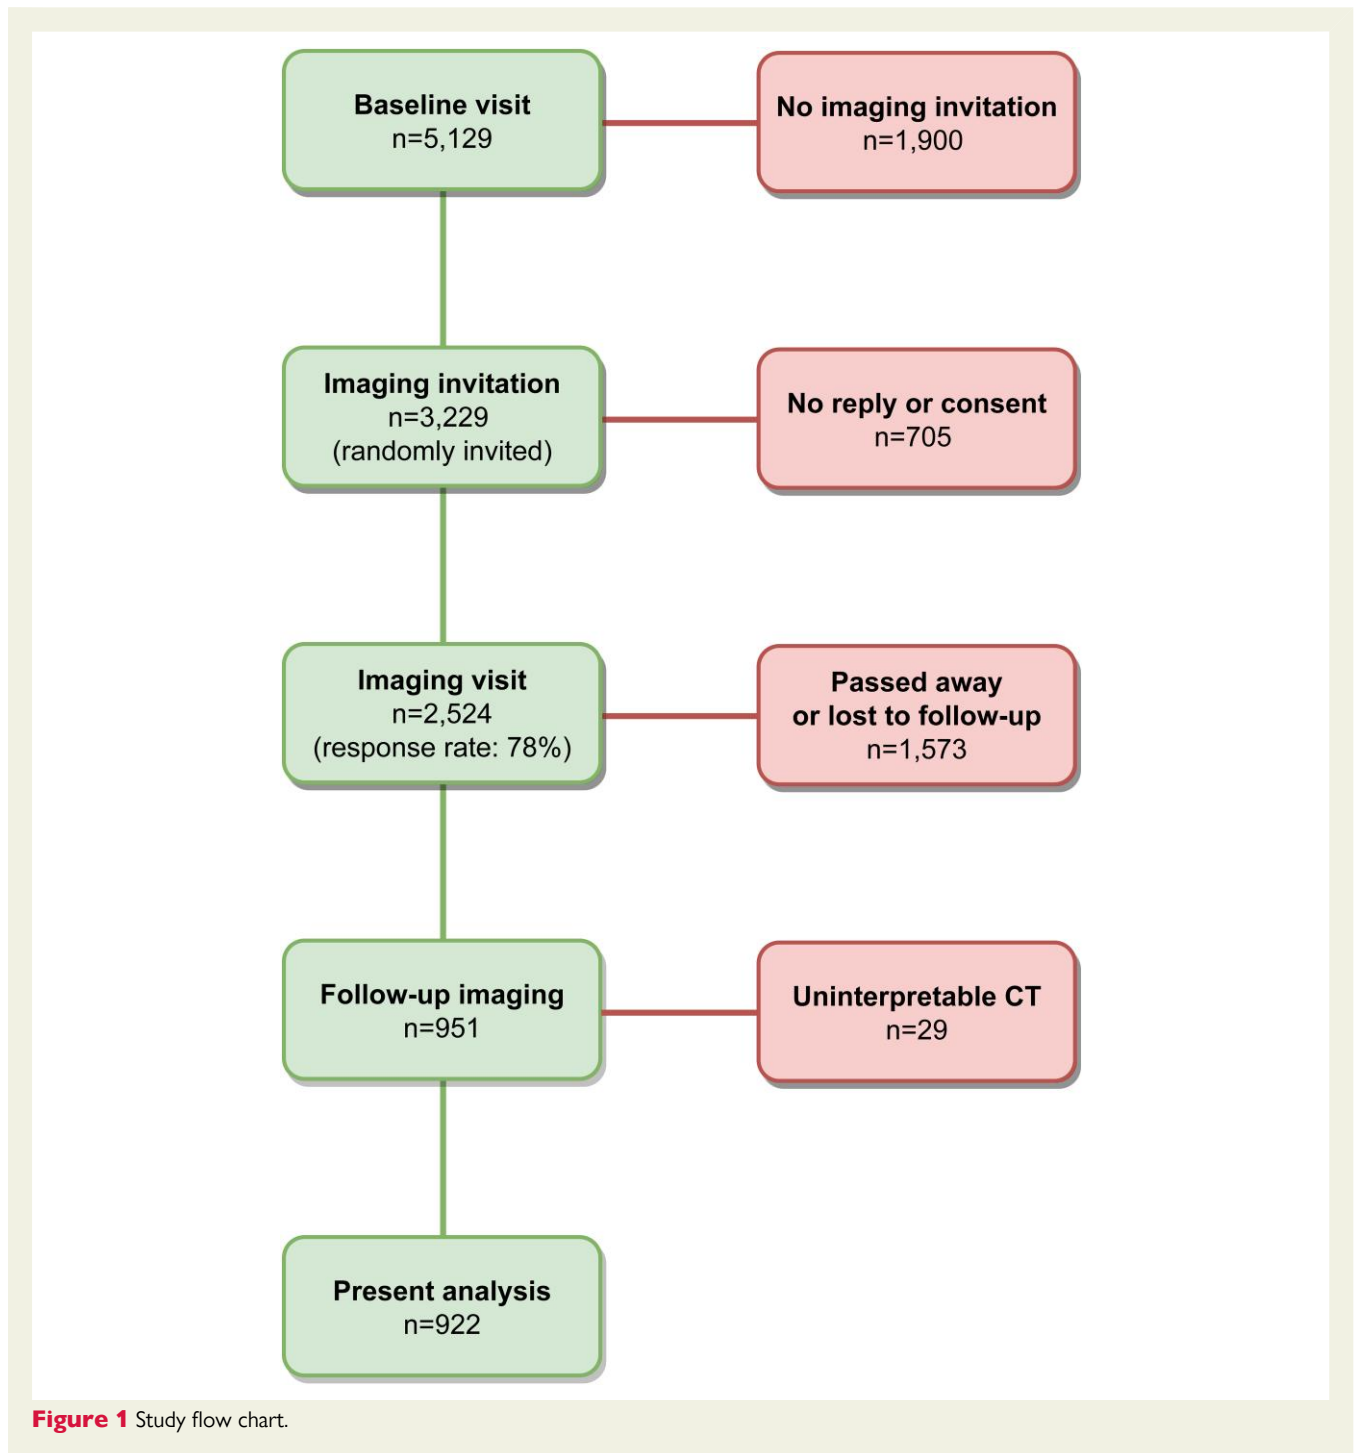 Baseline visit
n=5,129
No imaging invitation
n=1,900
Imaging invitation
n=3,229
(randomly invited)
No reply or consent
n=705
Imaging visit
n=2,524
(response rate: 78%)
Passed away
or lost to follow-up
n=1,573
Follow-up imaging
n=951
Uninterpretable CT
n=29
Present analysis
n=922
Figure 1 Study flow chart.